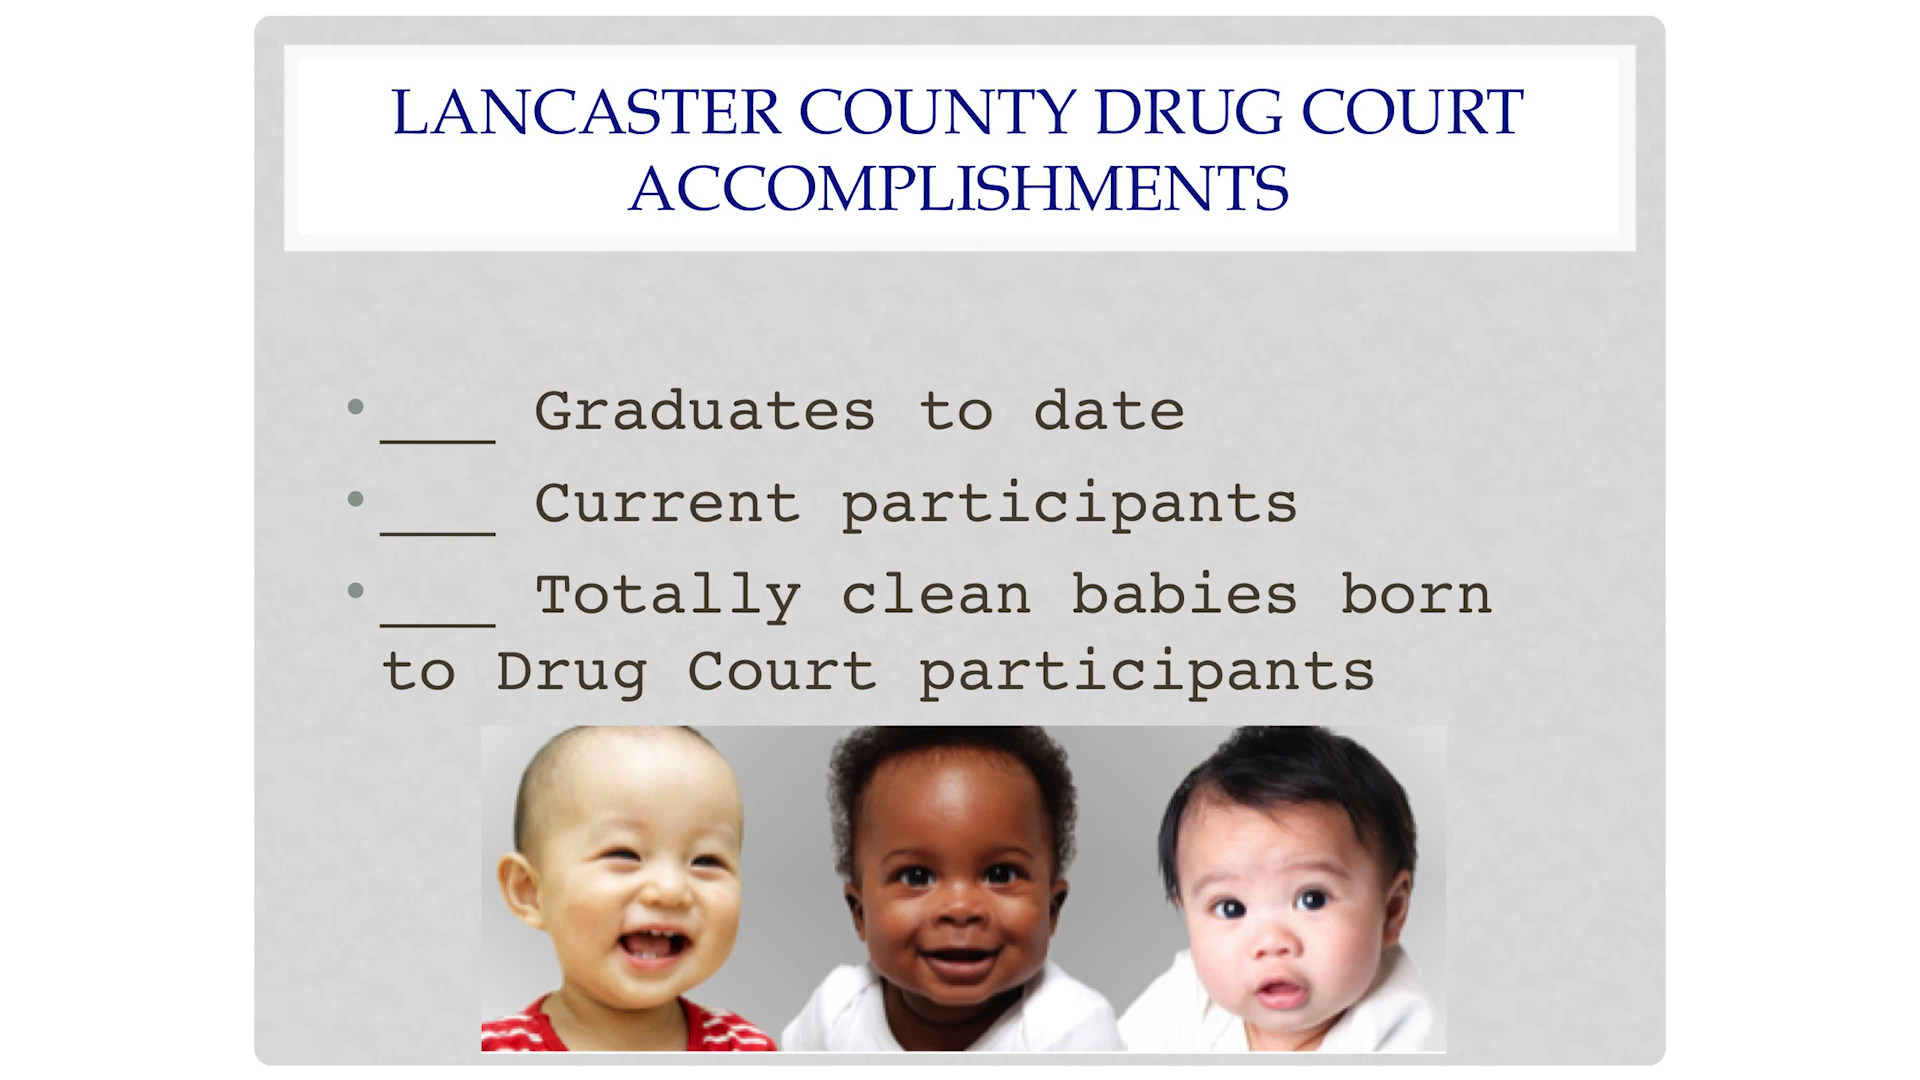 LANCASTER COUNTY DRUG COURT
ACCOMPLISHMENTS
• ___ Graduates to date
• ___ Current participants
• ___ Totally clean babies born
to Drug Court participants